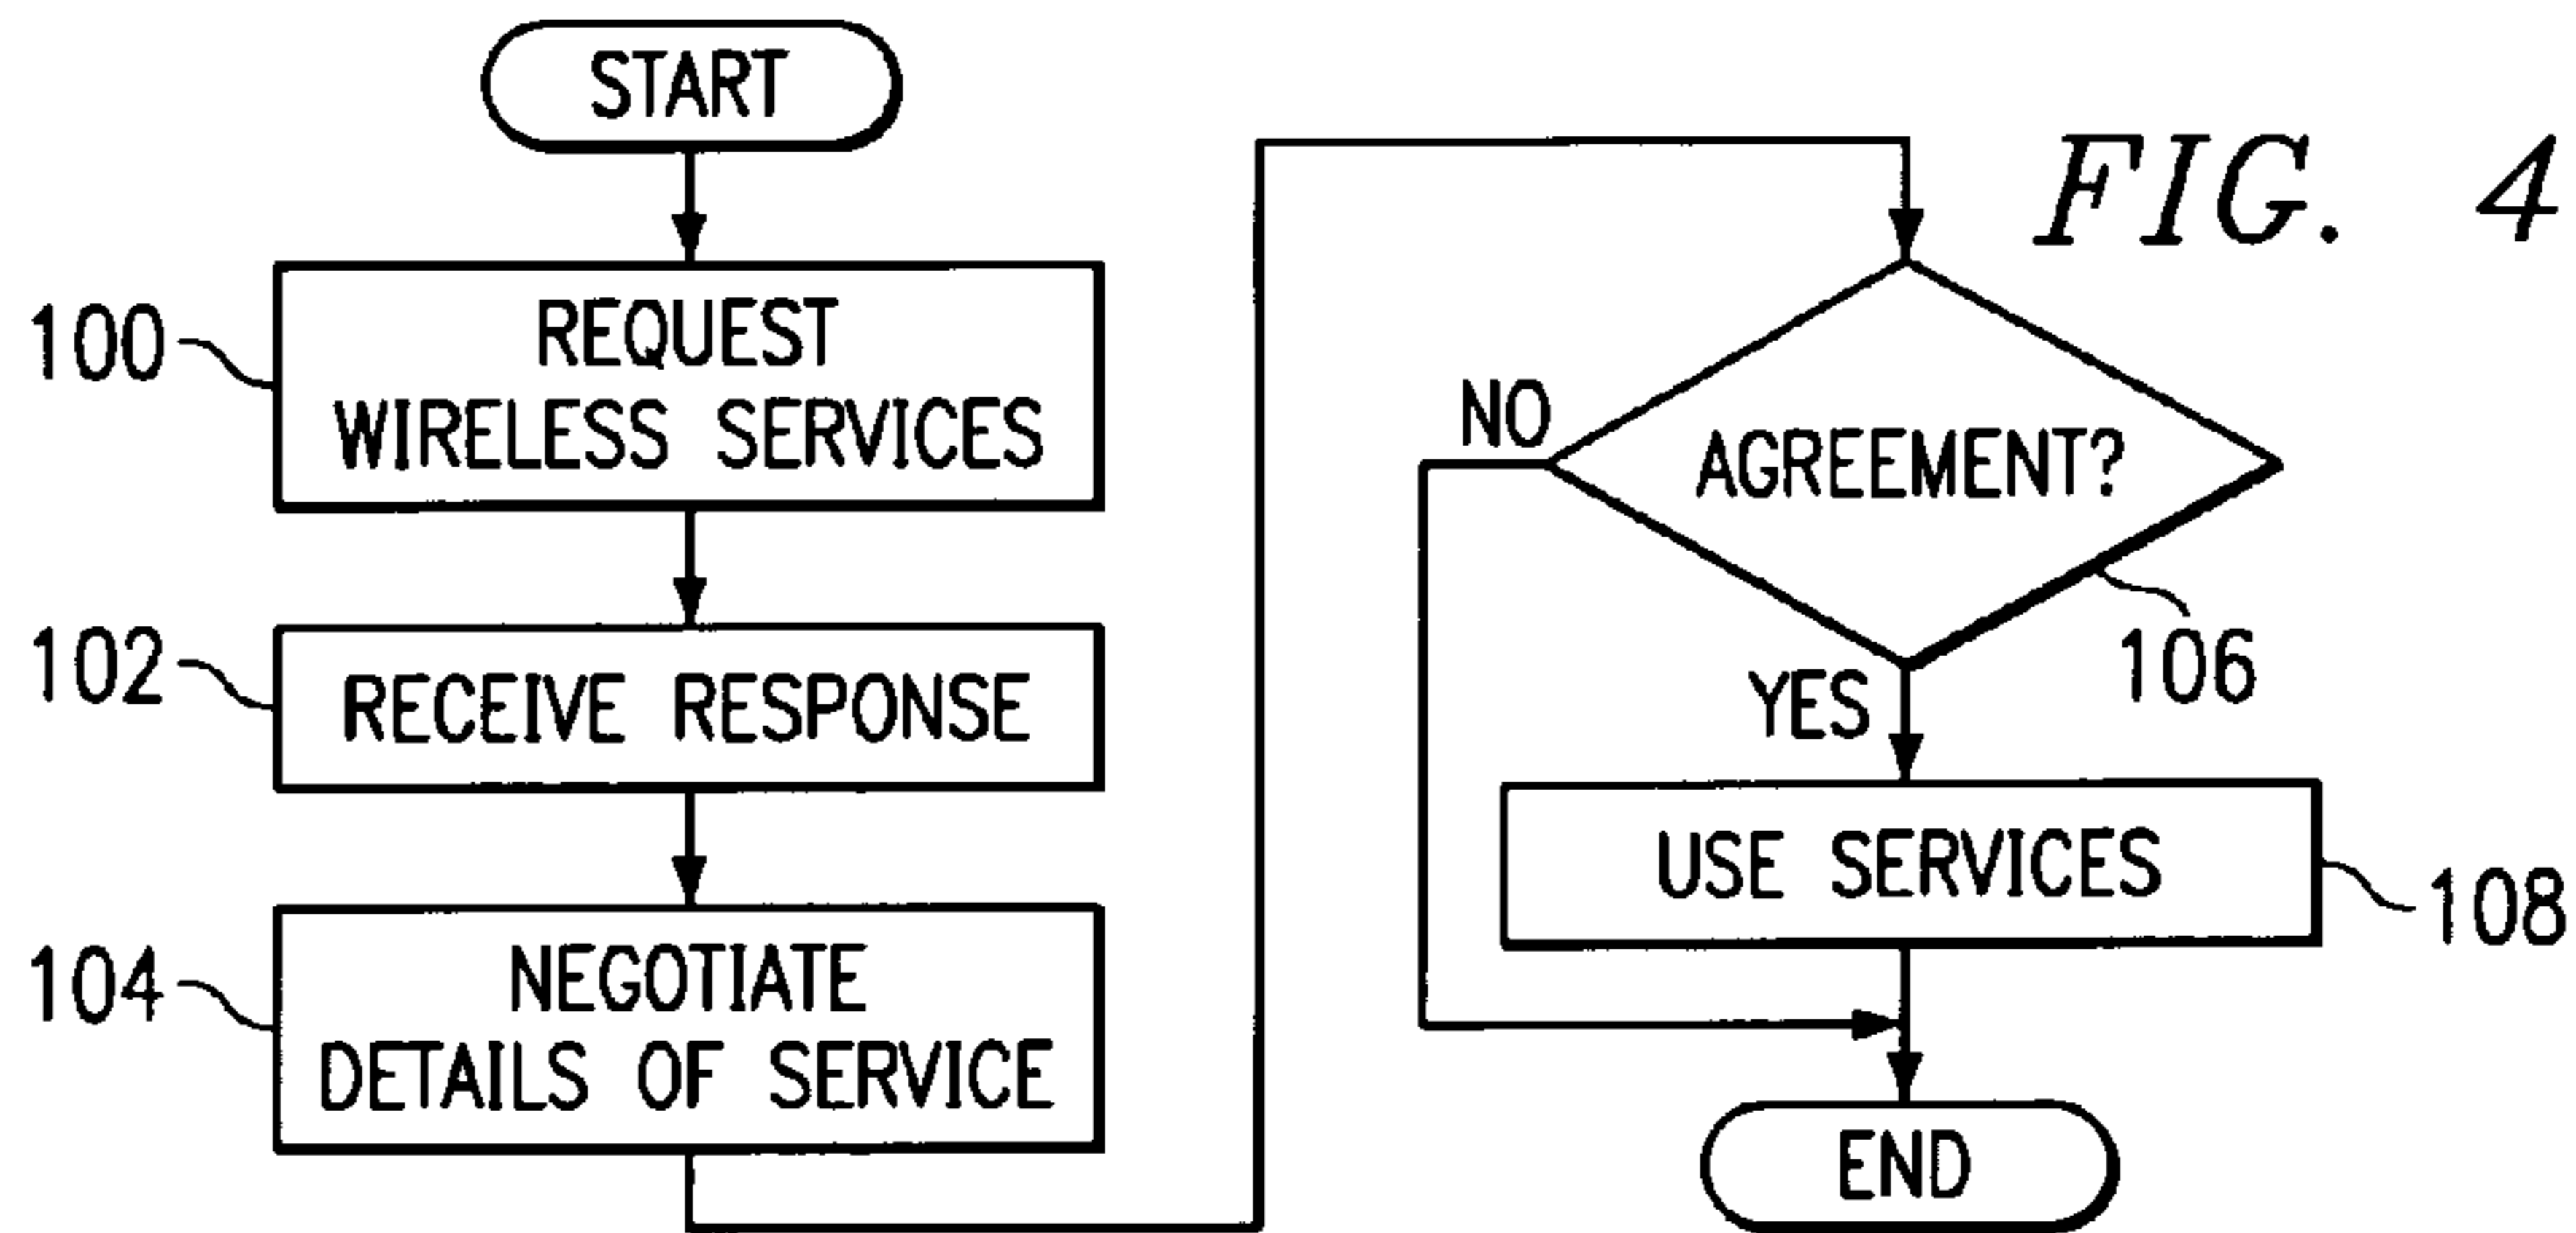 START
FIG. 4
100
REQUEST
WIRELESS SERVICES
102
RECEIVE RESPONSE
104
NEGOTIATE
DETAILS OF SERVICE
AGREEMENT?
NO
106
YES
USE SERVICES
108
END